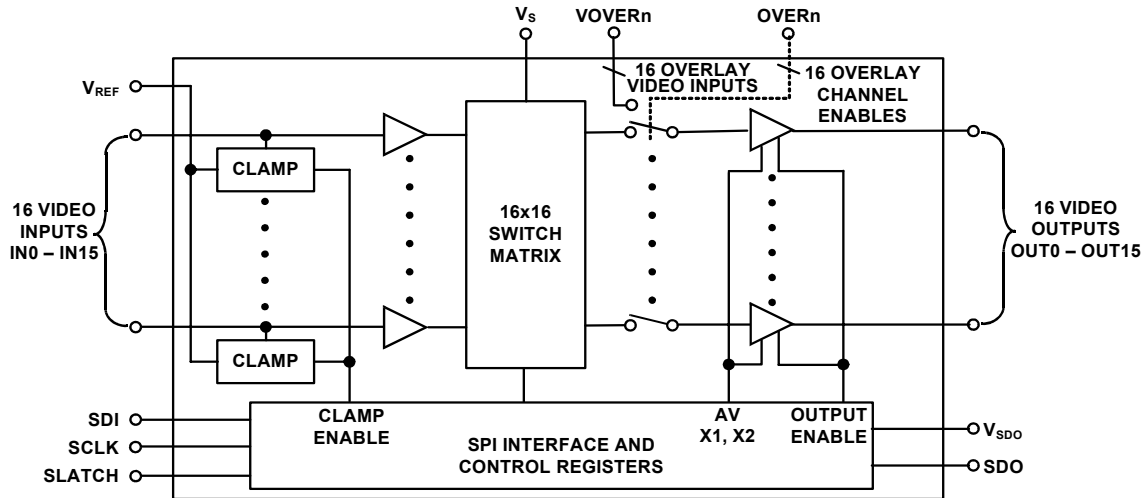 VS
VOVERn
OVERn
VREF
16 OVERLAY
VIDEO INPUTS
16 OVERLAY
CHANNEL
ENABLES
CLAMP
16 VIDEO
INPUTS
IN0 – IN15
16x16
SWITCH
MATRIX
16 VIDEO
OUTPUTS
OUT0 – OUT15
CLAMP
SDI
SCLK
SLATCH
CLAMP
ENABLE
AV
X1, X2
OUTPUT
ENABLE
SPI INTERFACE AND
CONTROL REGISTERS
VSDO
SDO